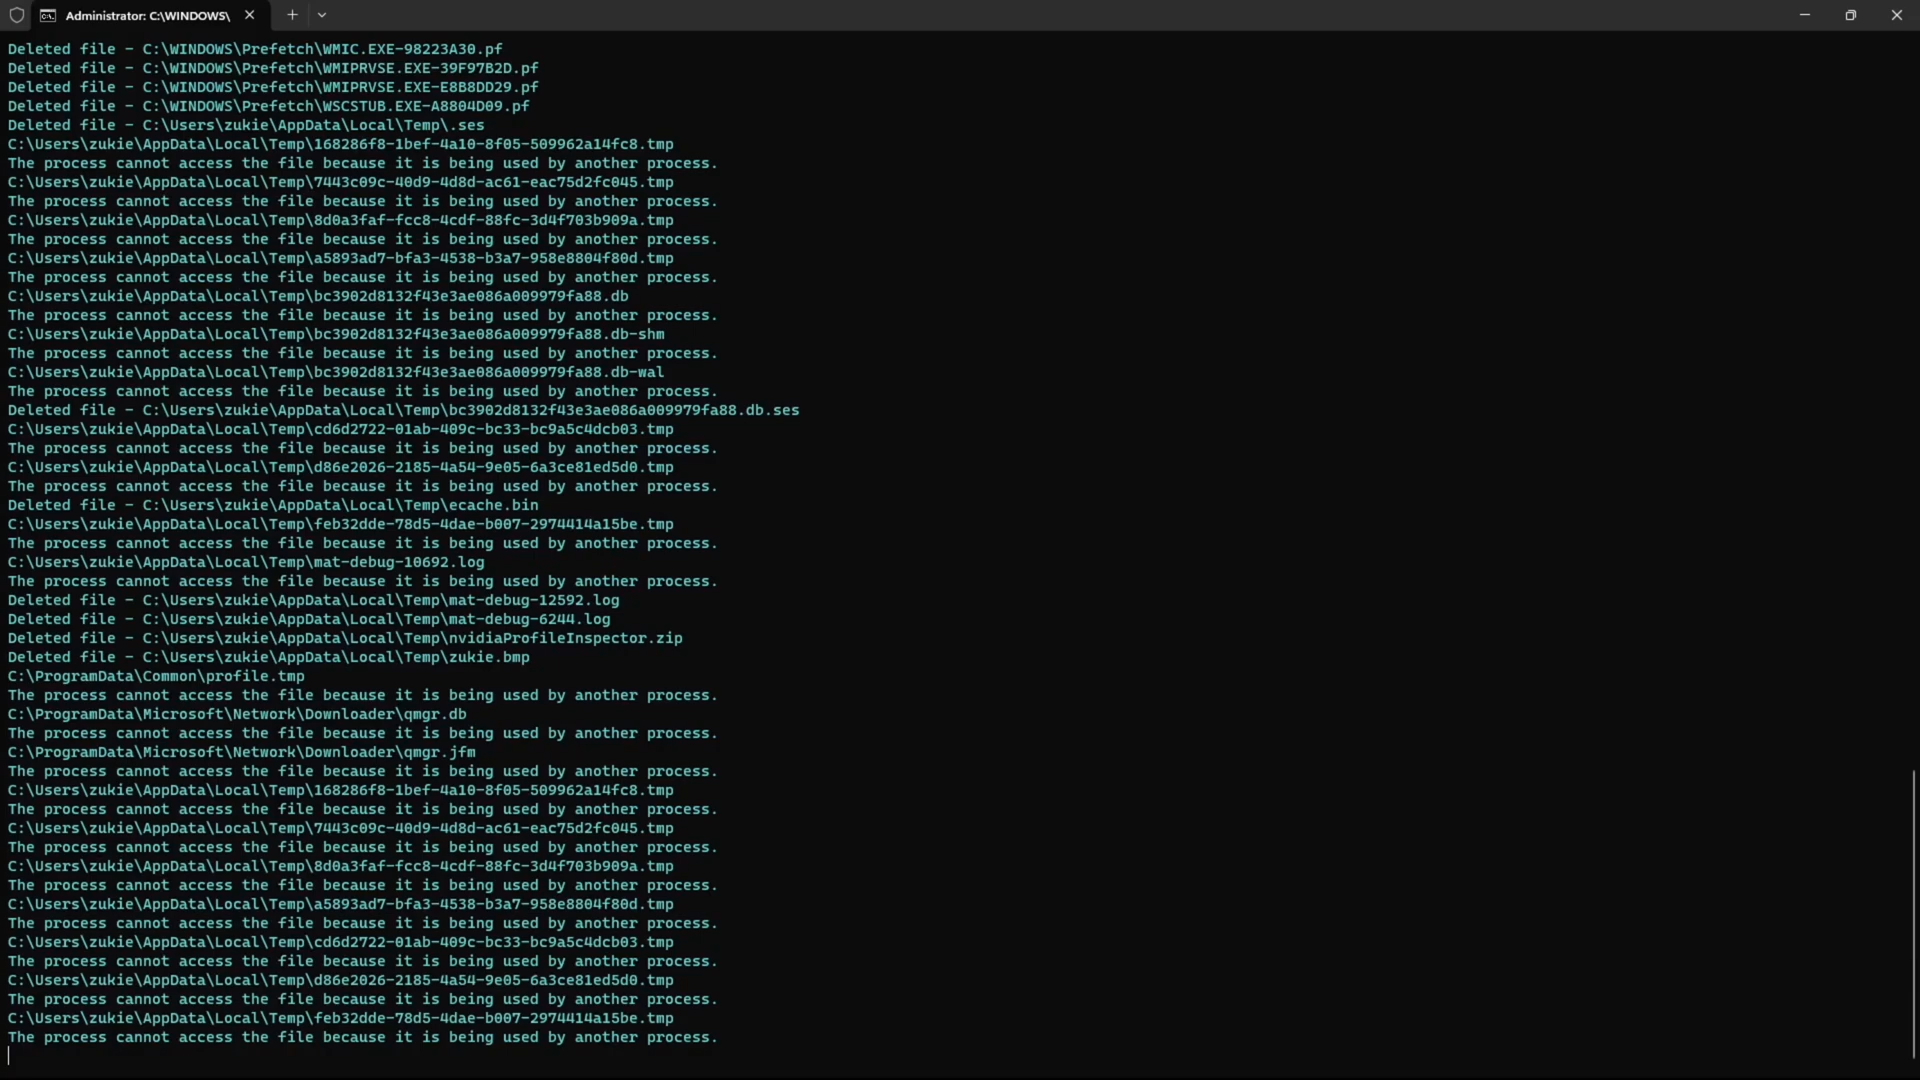 Administrator: C:\WINDOWS\
Deleted file - C:\WINDOWS\Prefetch\WMIC.EXE-98223A30.pf
Deleted file - C:\WINDOWS\Prefetch\WMIPRVSE.EXE-39F97B2D.pf
Deleted file - C:\WINDOWS\Prefetch\WMIPRVSE.EXE-E8B8DD29.pf
Deleted file - C:\WINDOWS\Prefetch\WSCSTUB.EXE-A8804D09.pf
Deleted file - C:\Users\zukie\AppData\Local\Temp\.ses
C:\Users\zukie\AppData\Local\Temp\168286f8-1bef-4a10-8f05-509962a14fc8.tmp
The process cannot access the file because it is being used by another process.
C:\Users\zukie\AppData\Local\Temp\7443c09c-40d9-4d8d-ac61-eac75d2fc045.tmp
The process cannot access the file because it is being used by another process.
C:\Users\zukie\AppData\Local\Temp\8d0a3faf-fcc8-4cdf-88fc-3d4f703b909a.tmp
The process cannot access the file because it is being used by another process.
C:\Users\zukie\AppData\Local\Temp\a5893ad7-bfa3-4538-b3a7-958e8804f80d.tmp
The process cannot access the file because it is being used by another process.
C:\Users\zukie\AppData\Local\Temp\bc3902d8132f43e3ae086a009979fa88.db
The process cannot access the file because it is being used by another process.
C:\Users\zukie\AppData\Local\Temp\bc3902d8132f43e3ae086a009979fa88.db-shm
The process cannot access the file because it is being used by another process.
C:\Users\zukie\AppData\Local\Temp\bc3902d8132f43e3ae086a009979fa88.db-wal
The process cannot access the file because it is being used by another process.
Deleted file - C:\Users\zukie\AppData\Local\Temp\bc3902d8132f43e3ae086a009979fa88.db.ses
C:\Users\zukie\AppData\Local\Temp\cd6d2722-01ab-409c-bc33-bc9a5c4dcb03.tmp
The process cannot access the file because it is being used by another process.
C:\Users\zukie\AppData\Local\Temp\d86e2026-2185-4a54-9e05-6a3ce81ed5d0.tmp
The process cannot access the file because it is being used by another process.
Deleted file - C:\Users\zukie\AppData\Local\Temp\ecache.bin
C:\Users\zukie\AppData\Local\Temp\feb32dde-78d5-4dae-b007-2974414a15be.tmp
The process cannot access the file because it is being used by another process.
C:\Users\zukie\AppData\Local\Temp\mat-debug-10692.log
The process cannot access the file because it is being used by another process.
Deleted file - C:\Users\zukie\AppData\Local\Temp\mat-debug-12592.log
Deleted file - C:\Users\zukie\AppData\Local\Temp\mat-debug-6244.log
Deleted file - C:\Users\zukie\AppData\Local\Temp\nvidiaProfileInspector.zip
Deleted file - C:\Users\zukie\AppData\Local\Temp\zukie.bmp
C:\ProgramData\Common\profile.tmp
The process cannot access the file because it is being used by another process.
C:\ProgramData\Microsoft\Network\Downloader\qmgr.db
The process cannot access the file because it is being used by another process.
C:\ProgramData\Microsoft\Network\Downloader\qmgr.jfm
The process cannot access the file because it is being used by another process.
C:\Users\zukie\AppData\Local\Temp\168286f8-1bef-4a10-8f05-509962a14fc8.tmp
The process cannot access the file because it is being used by another process.
C:\Users\zukie\AppData\Local\Temp\7443c09c-40d9-4d8d-ac61-eac75d2fc045.tmp
The process cannot access the file because it is being used by another process.
C:\Users\zukie\AppData\Local\Temp\8d0a3faf-fcc8-4cdf-88fc-3d4f703b909a.tmp
The process cannot access the file because it is being used by another process.
C:\Users\zukie\AppData\Local\Temp\a5893ad7-bfa3-4538-b3a7-958e8804f80d.tmp
The process cannot access the file because it is being used by another process.
C:\Users\zukie\AppData\Local\Temp\cd6d2722-01ab-409c-bc33-bc9a5c4dcb03.tmp
The process cannot access the file because it is being used by another process.
C:\Users\zukie\AppData\Local\Temp\d86e2026-2185-4a54-9e05-6a3ce81ed5d0.tmp
The process cannot access the file because it is being used by another process.
C:\Users\zukie\AppData\Local\Temp\feb32dde-78d5-4dae-b007-2974414a15be.tmp
The process cannot access the file because it is being used by another process.